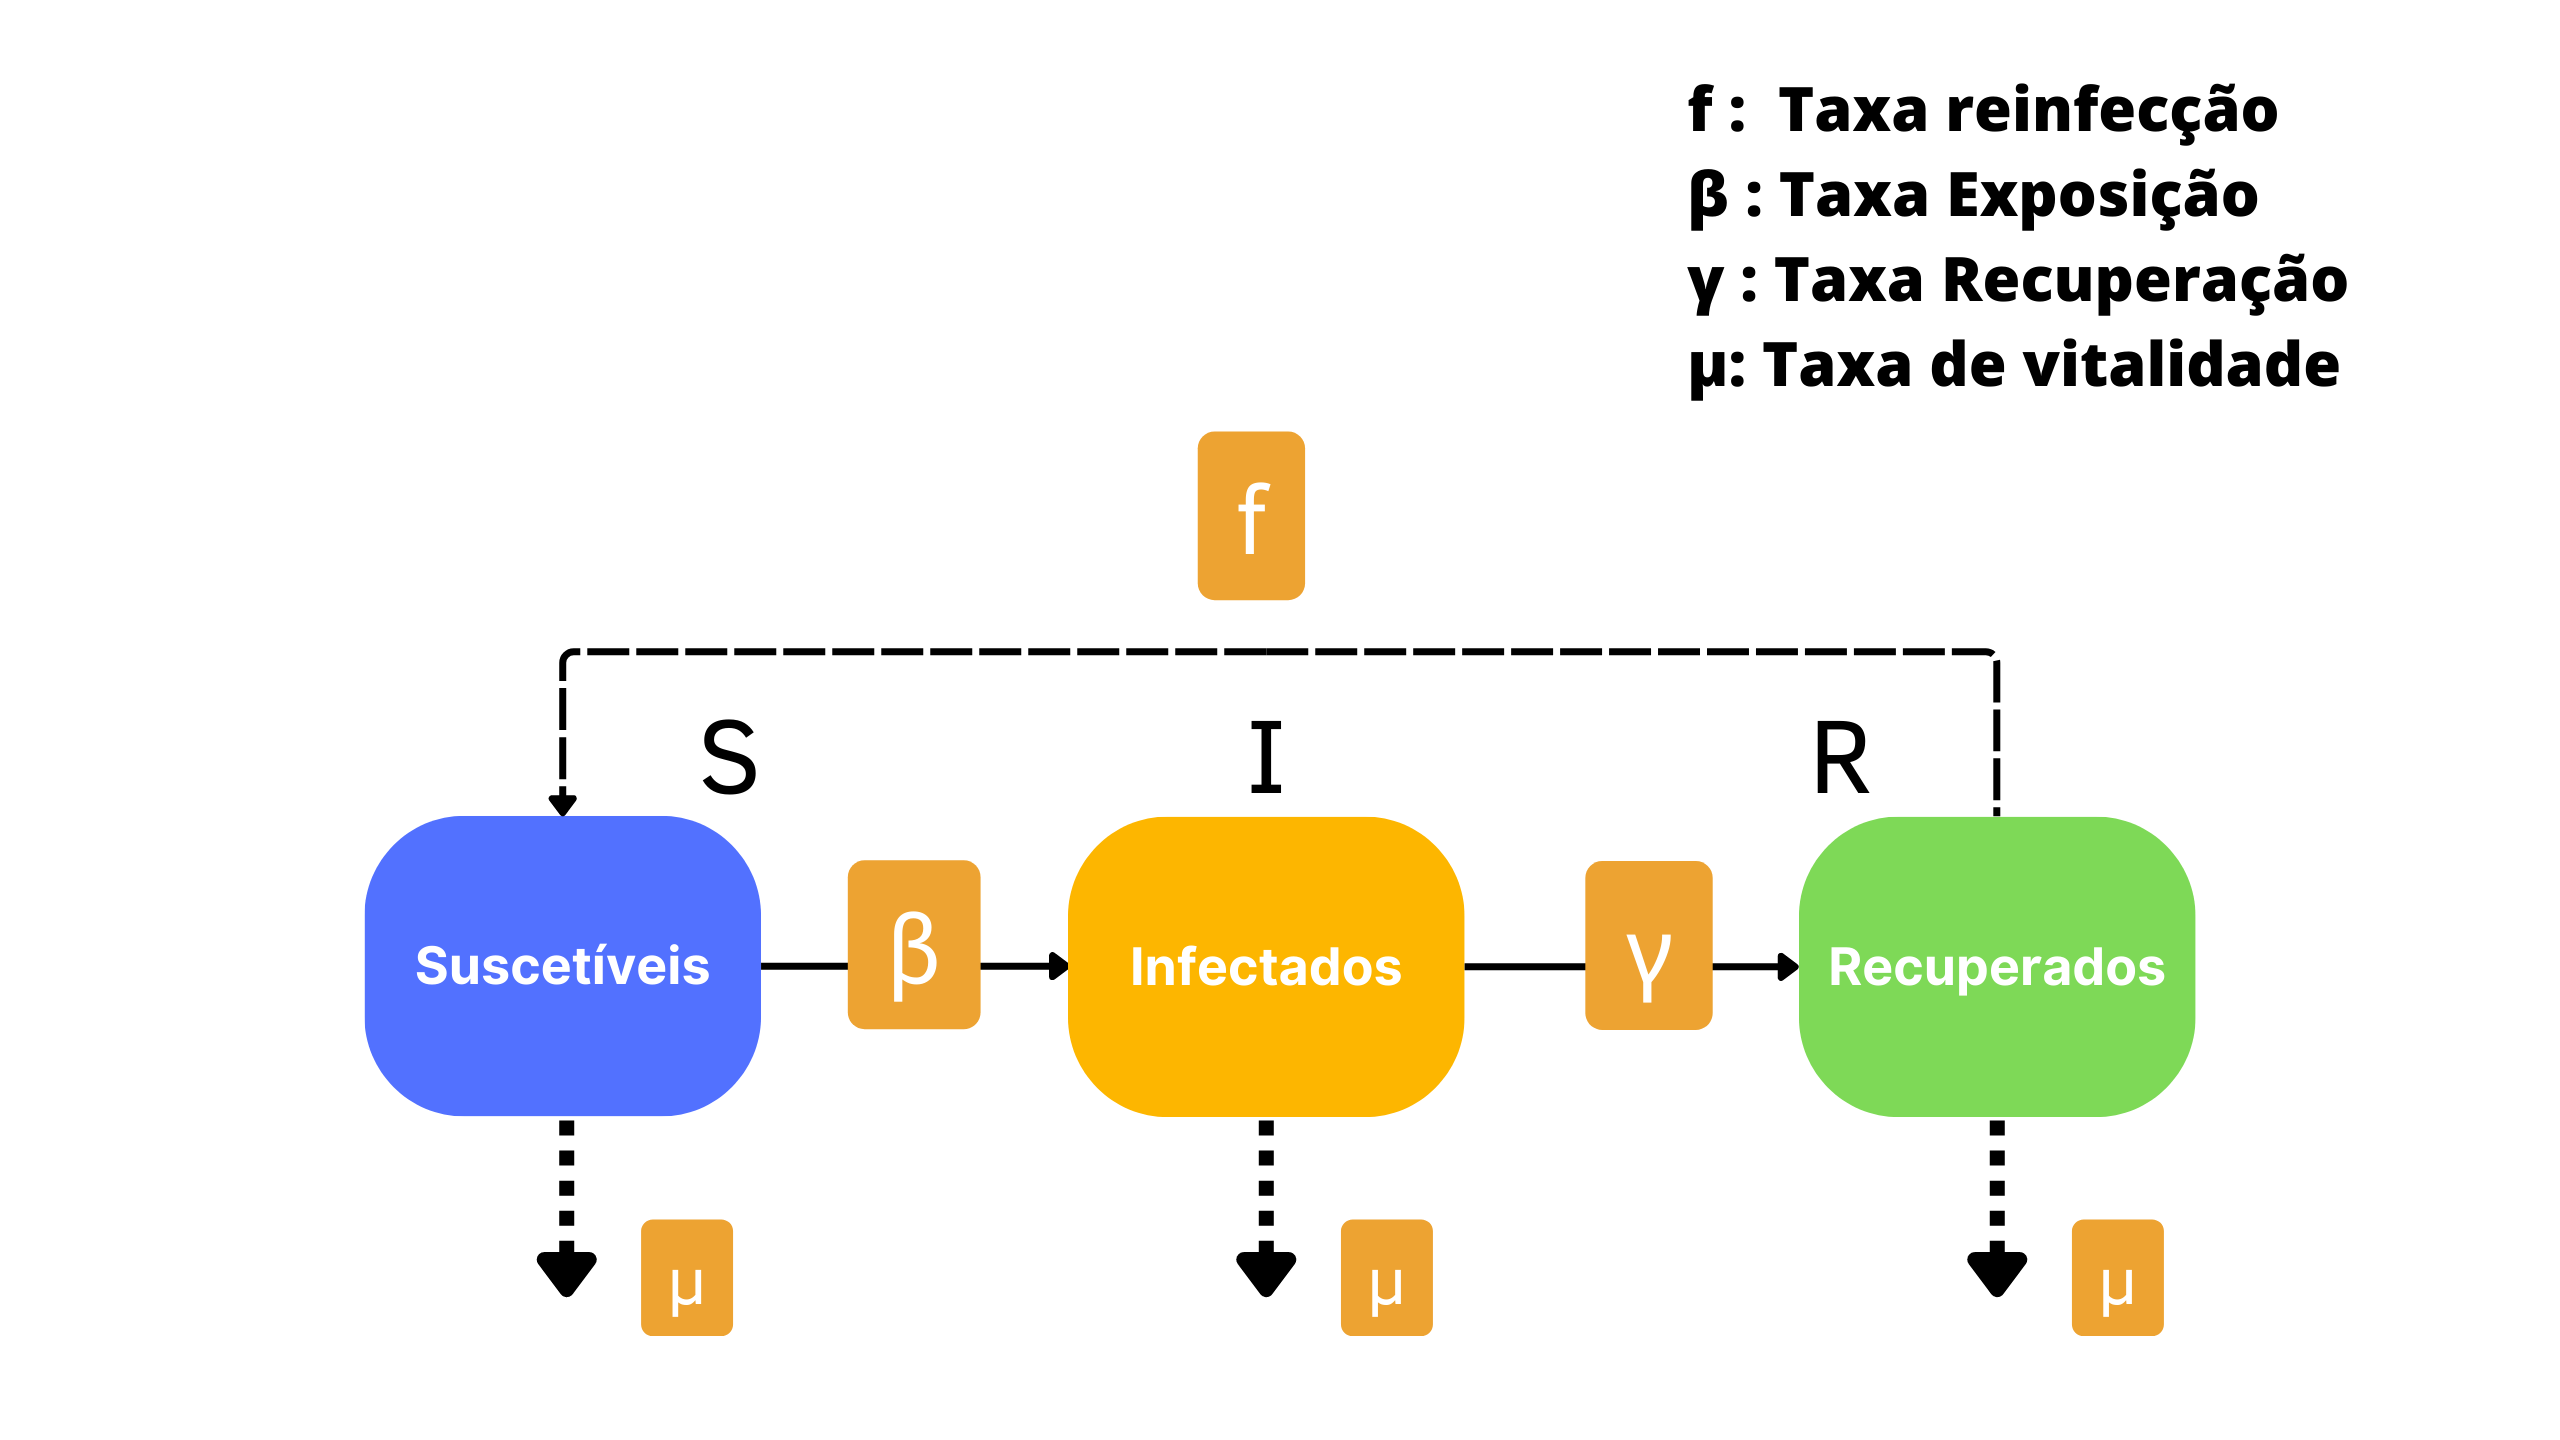 f :  Taxa reinfecção
β : Taxa Exposição
γ : Taxa Recuperação
µ: Taxa de vitalidade
f
S
I
R
Suscetíveis
β
Infectados
γ
Recuperados
µ
µ
µ